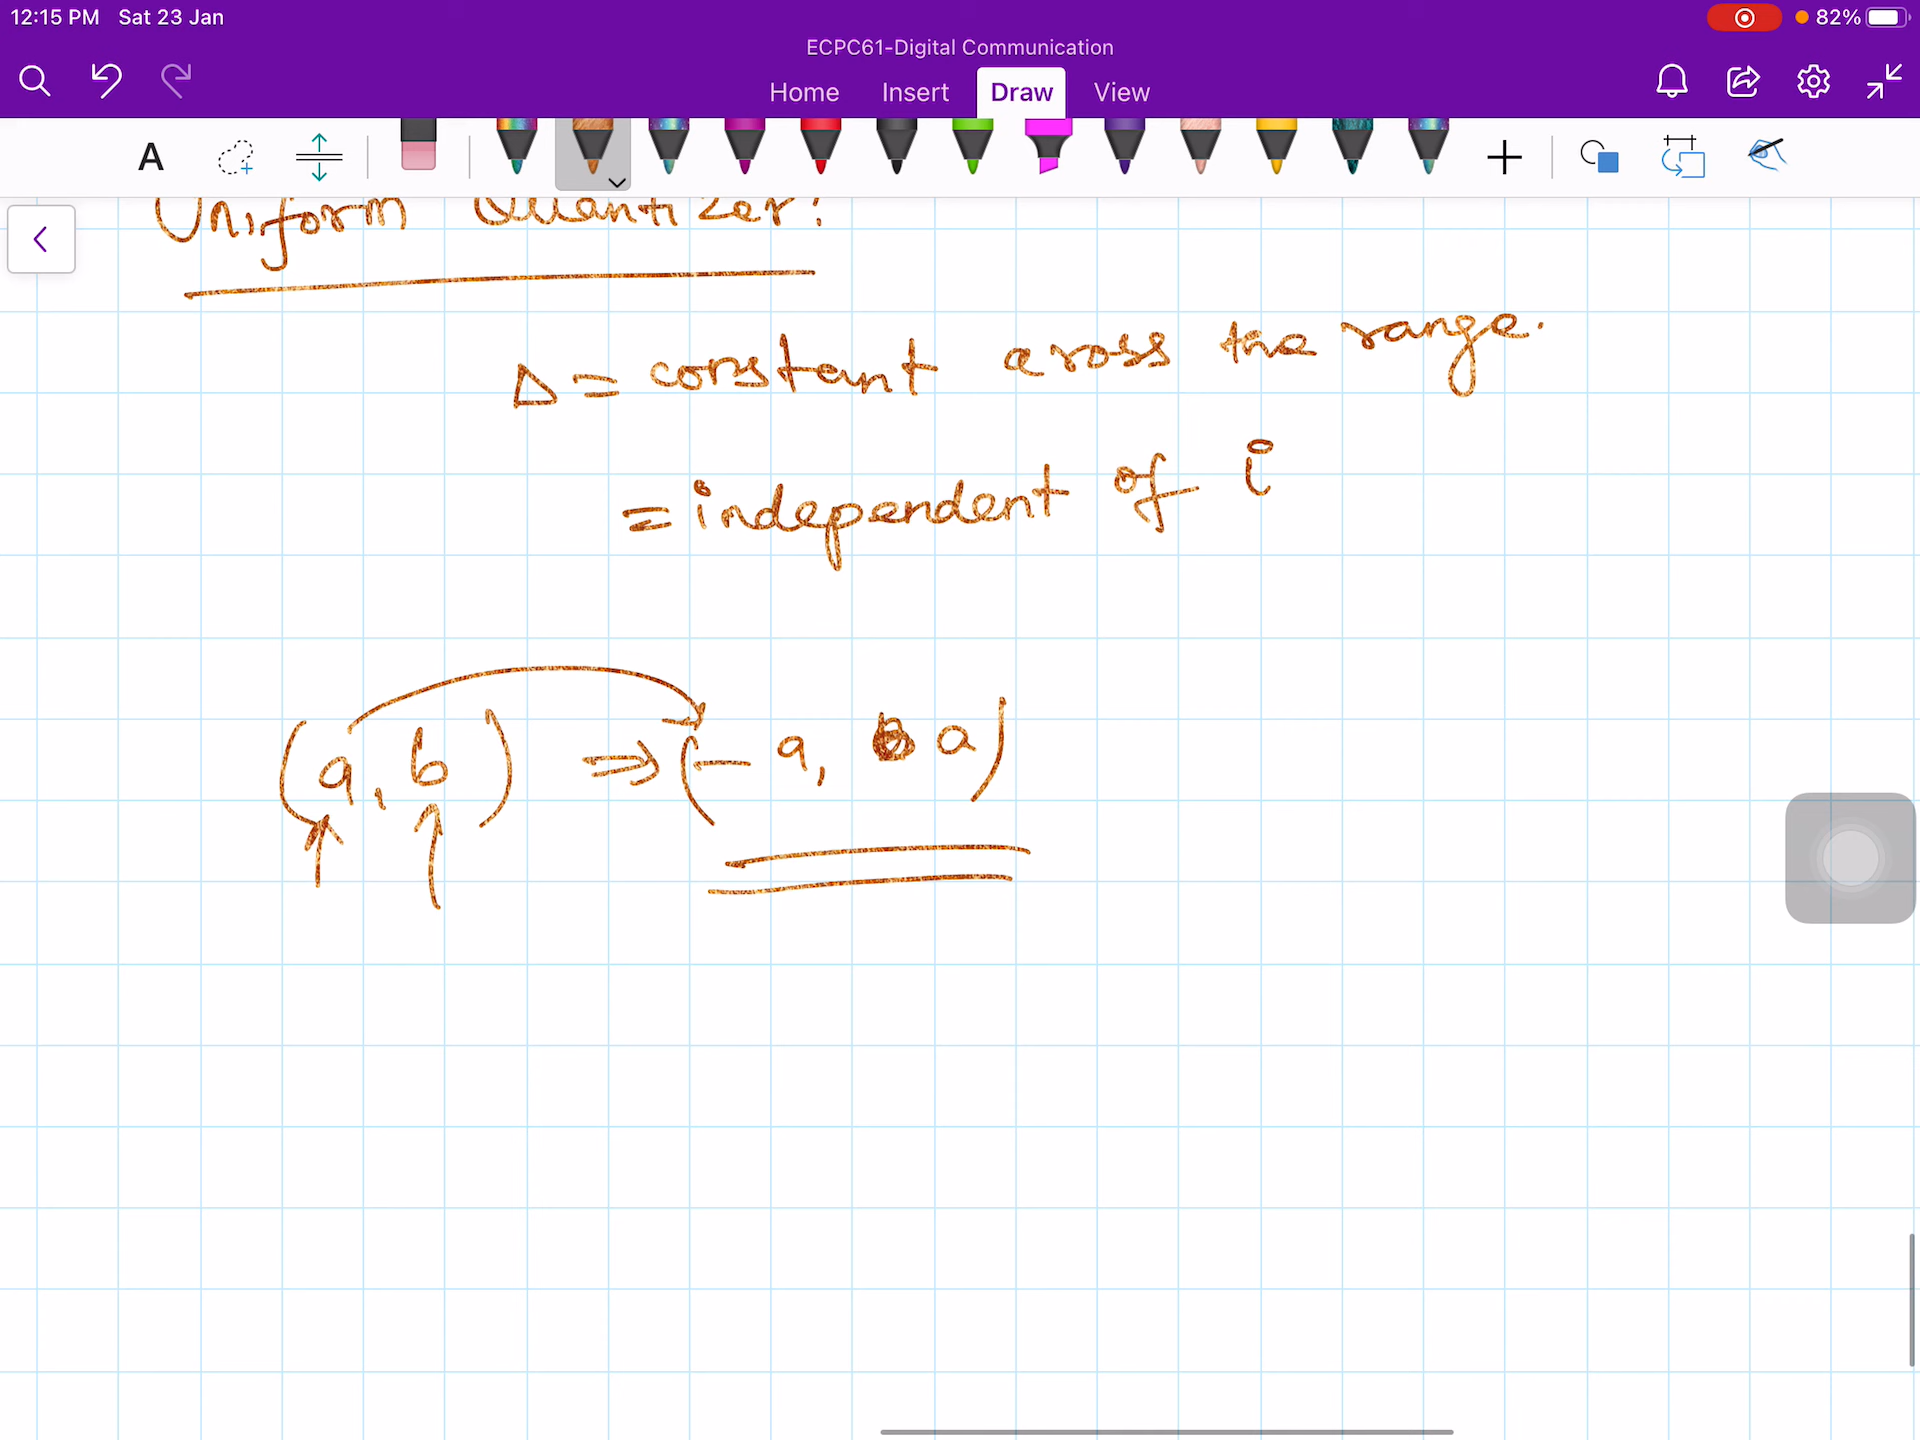 12:15 PM Sat 23 Jan 82%
ECPC61-Digital Communication
Home Insert Draw View
A
Uniform Quantizer:
Δ = constant across the range.
= independent of i
(a, b) ⇒ (- a, a)